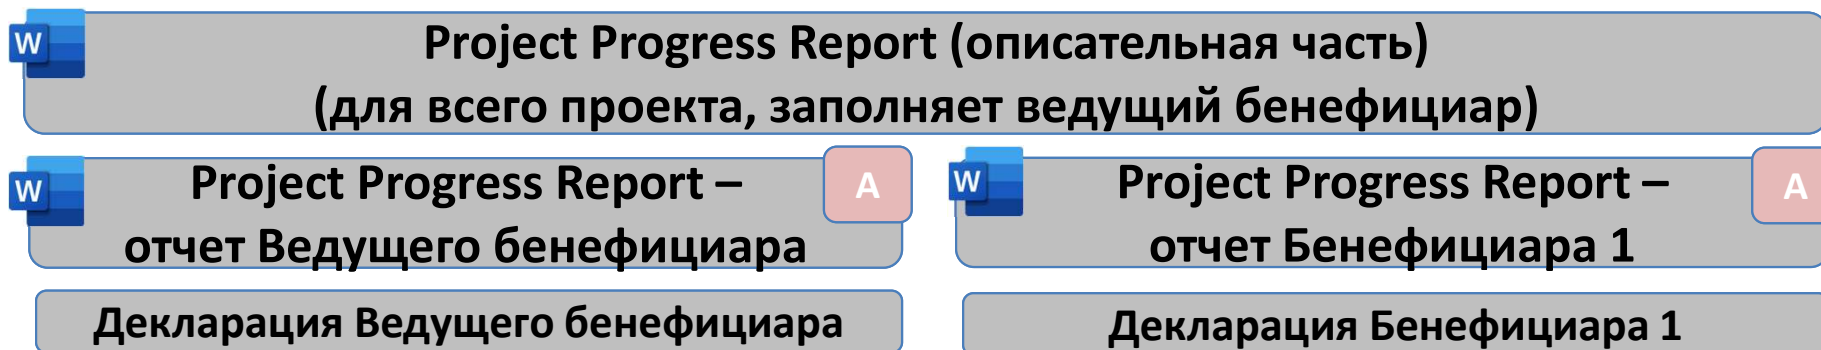 W
Project Progress Report (описательная часть)
(для всего проекта, заполняет ведущий бенефициар)
W
Project Progress Report –
отчет Ведущего бенефициара
A
W
Project Progress Report –
отчет Бенефициара 1
A
Декларация Ведущего бенефициара
Декларация Бенефициара 1